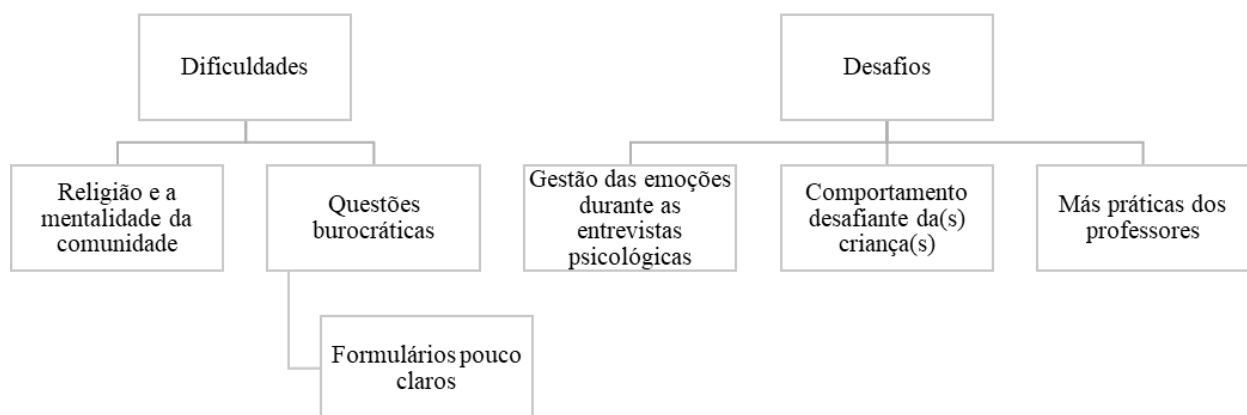 Dificuldades
Desafios
Religião e a
mentalidade da
comunidade
Questões
burocráticas
Gestão das emoções
durante as
entrevistas
psicológicas
Comportamento
desafiante da(s)
criança(s)
Más práticas dos
professores
Formulários pouco
claros